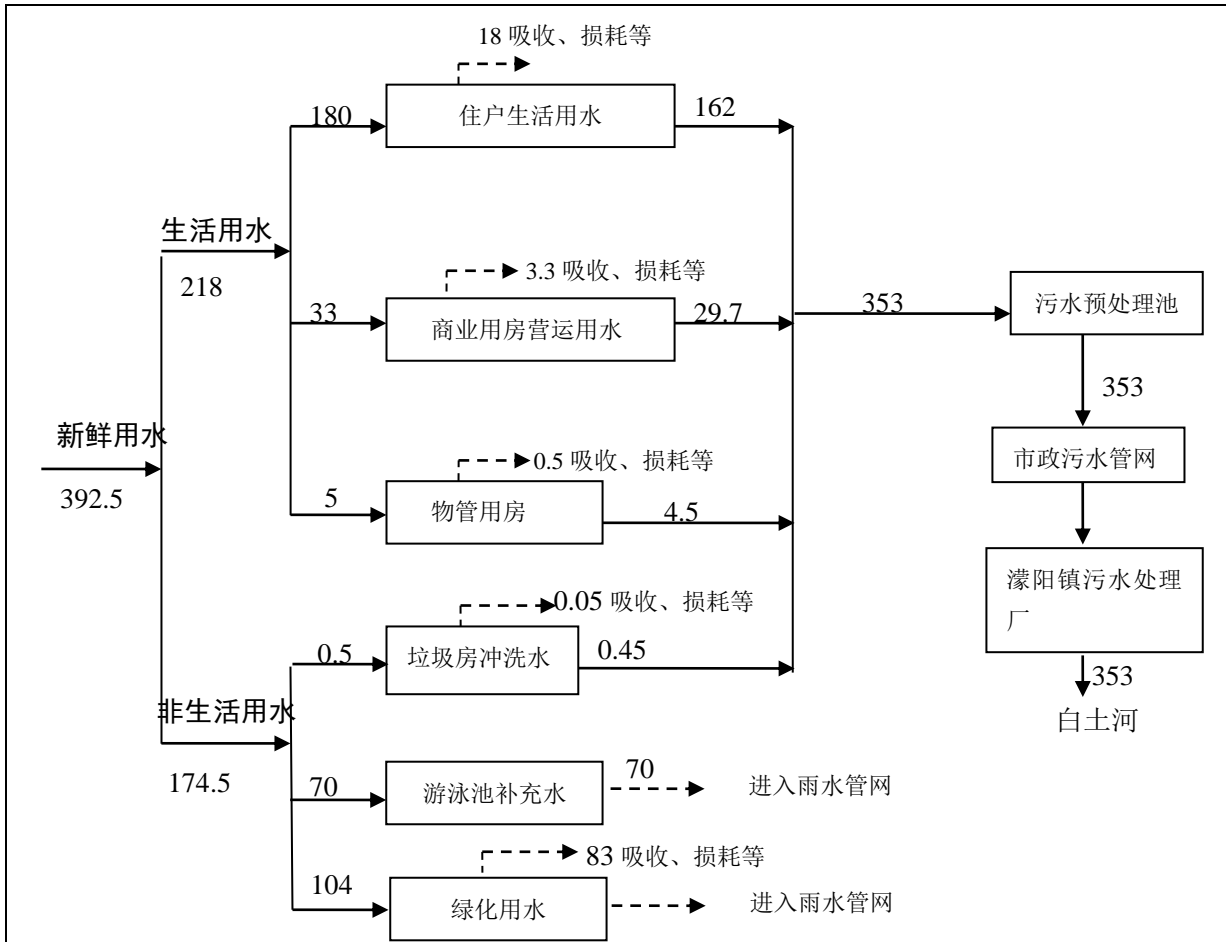 18 吸收、损耗等
180
住户生活用水
162
生活用水
218
3.3 吸收、损耗等
33
商业用房营运用水
29.7
353
污水预处理池
353
新鲜用水
392.5
0.5 吸收、损耗等
5
物管用房
4.5
市政污水管网
0.05 吸收、损耗等
0.5
垃圾房冲洗水
0.45
濛阳镇污水处理
厂
353
白土河
非生活用水
174.5
70
游泳池补充水
70
进入雨水管网
83 吸收、损耗等
104
绿化用水
进入雨水管网